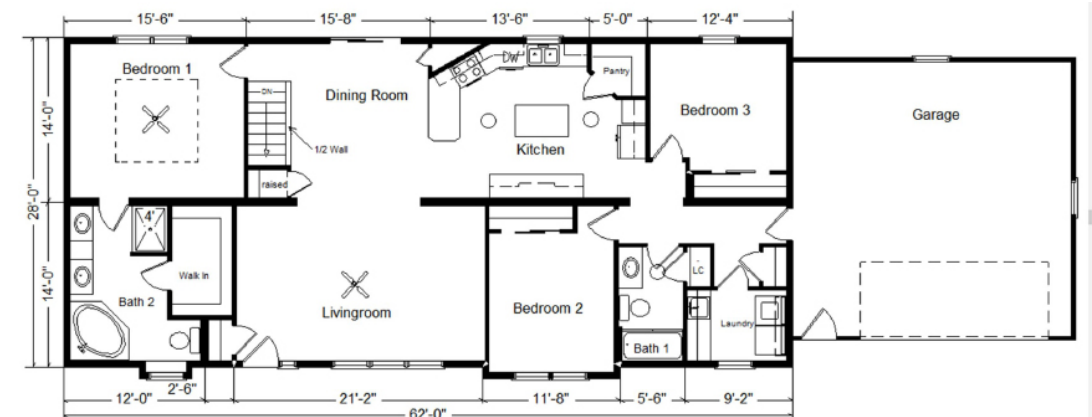 15'-6"
15'-8"
13'-6"
5'-0"
12'-4"
Bedroom 1
DW
Pantry
14'-0"
DN
Dining Room
Bedroom 3
Garage
1/2 Wall
Kitchen
raised
28'-0"
4'
Walk In
LC
14'-0"
Bath 2
Livingroom
Bedroom 2
Laundry
Bath 1
2'-6"
12'-0"
21'-2"
11'-8"
5'-6"
9'-2"
62'-0"